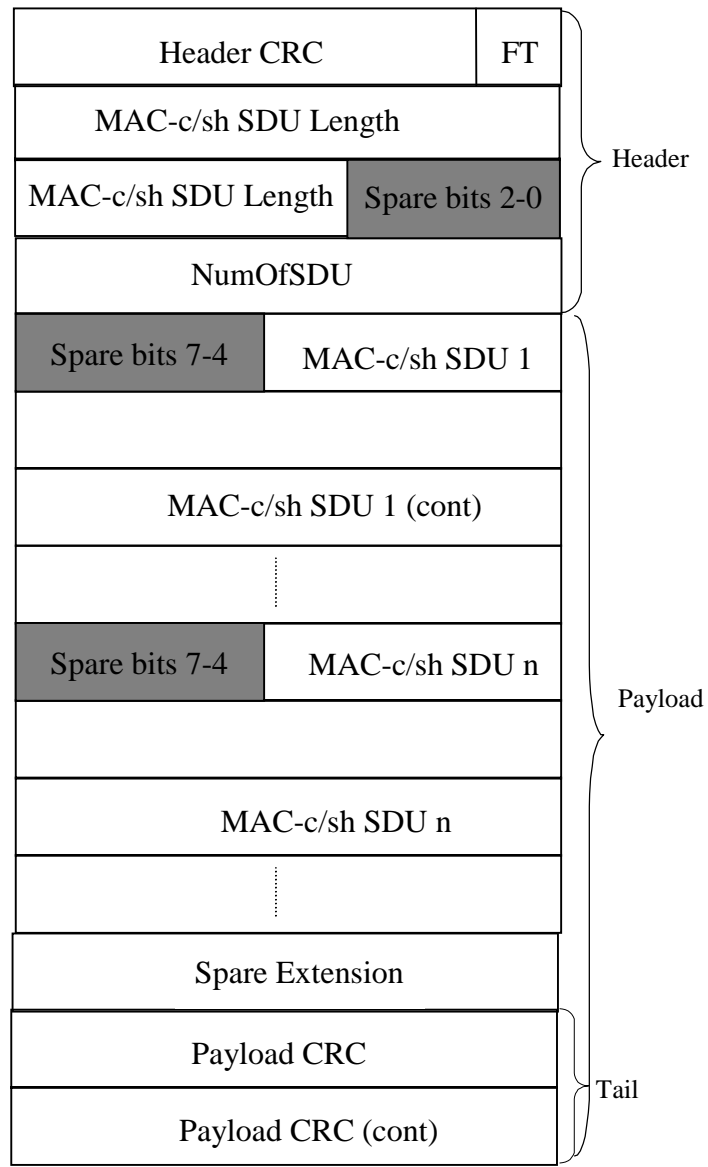 Header CRC FT
MAC-c/sh SDU Length
Header
MAC-c/sh SDU Length Spare bits 2-0
NumOfSDU
Spare bits 7-4 MAC-c/sh SDU 1
MAC-c/sh SDU 1 (cont)
Spare bits 7-4 MAC-c/sh SDU n
Payload
MAC-c/sh SDU n
Spare Extension
Payload CRC
Tail
Payload CRC (cont)